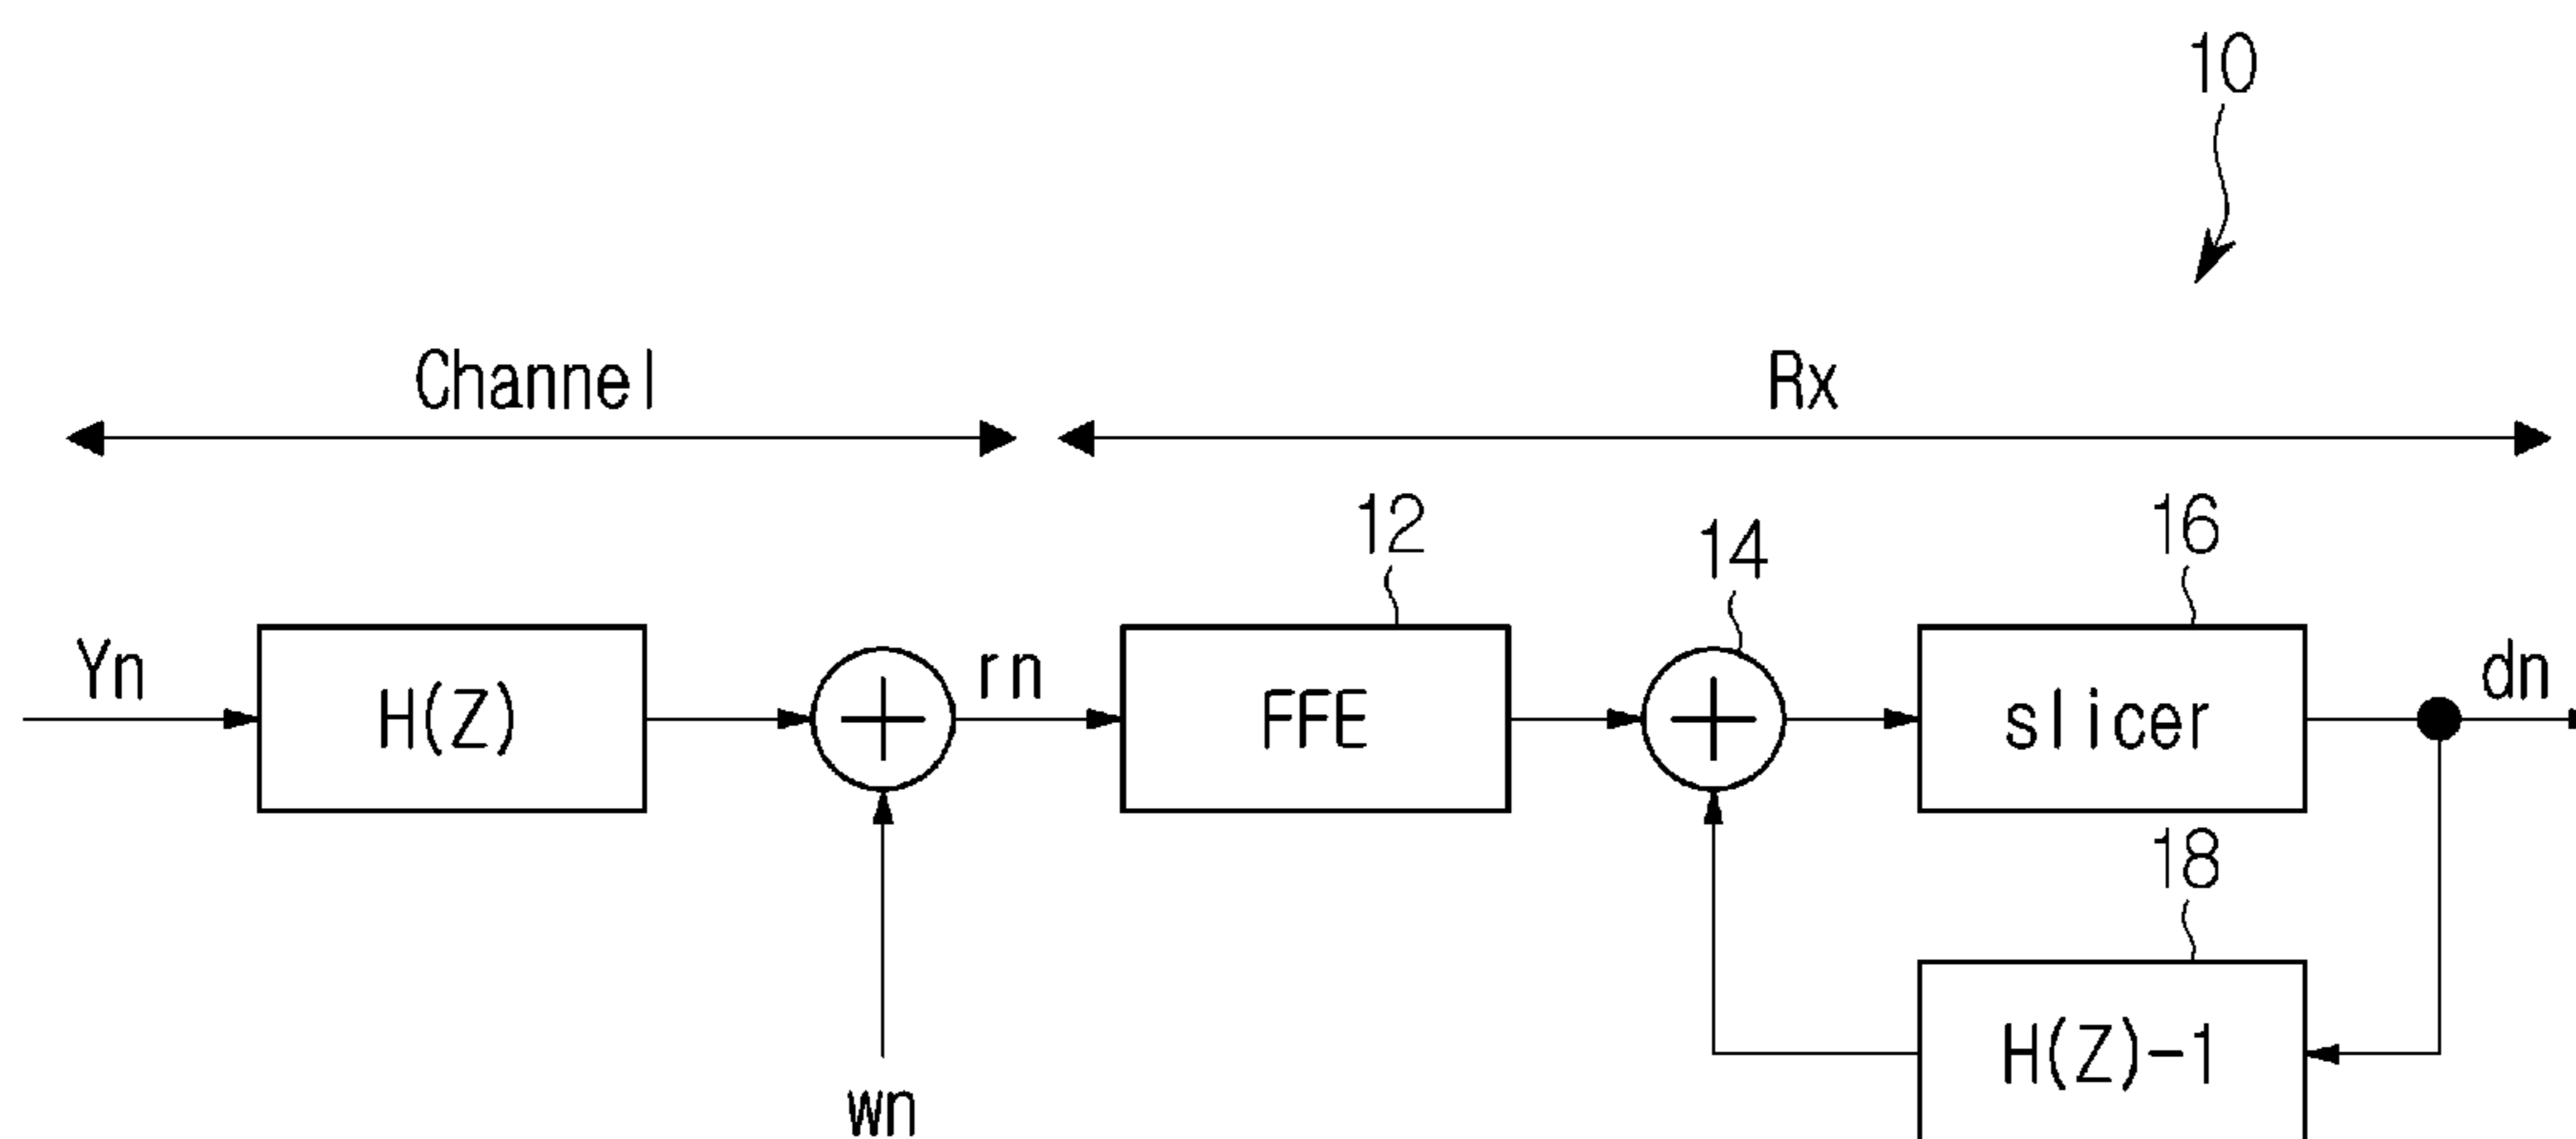 10
Channel
Rx
12
14
16
Yn
H(Z)
rn
FFE
slicer
dn
18
H(Z)-1
wn